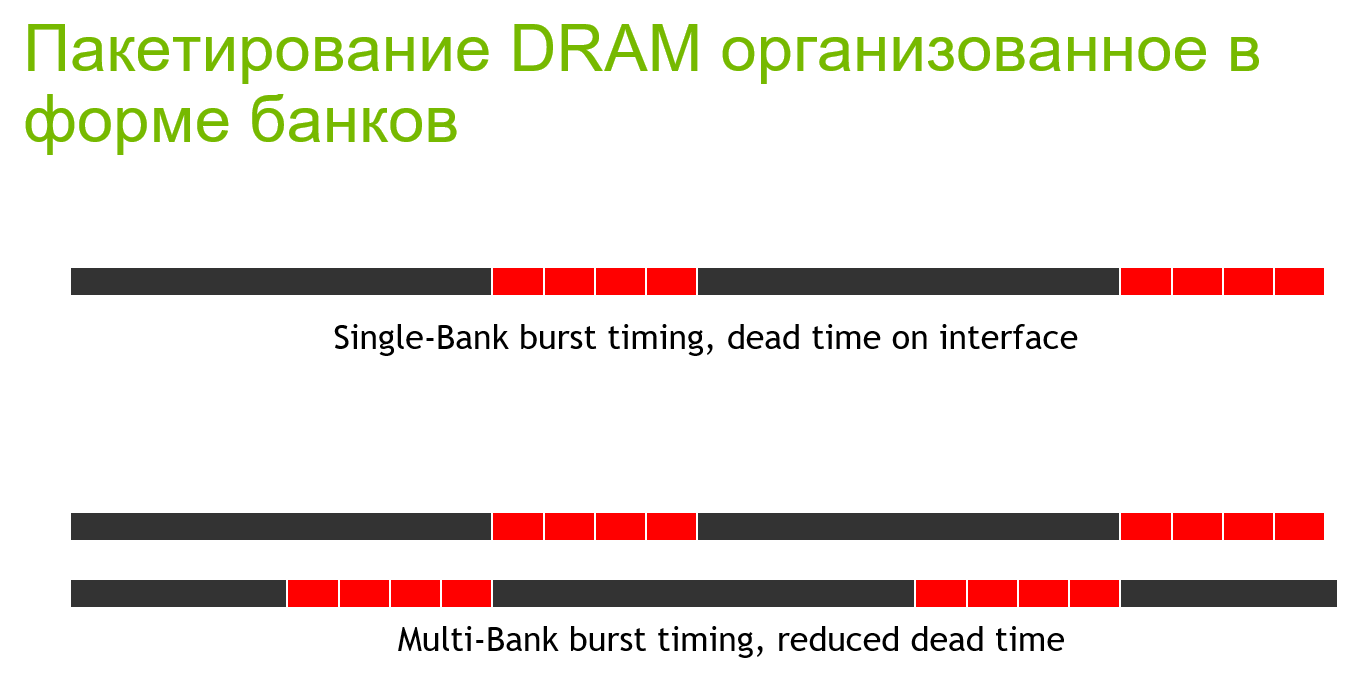 Пакетирование DRAM организованное в
форме банков
Single-Bank burst timing, dead time on interface
Multi-Bank burst timing, reduced dead time